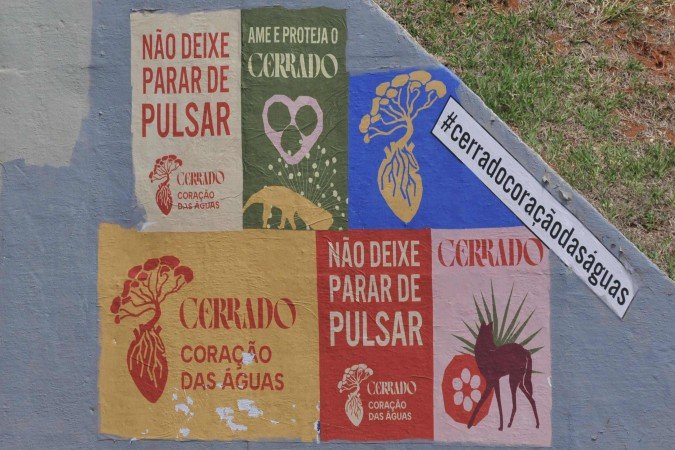 NÃO DEIXE
PARAR DE
PULSAR
CERRADO
CORAÇÃO
DAS ÁGUAS
AME E PROTEJA O
CERRADO
#cerradocoraçãodaságuas
CERRADO
CORAÇÃO
DAS ÁGUAS
NÃO DEIXE
PARAR DE
PULSAR
CERRADO
CORAÇÃO
DAS ÁGUAS
CERRADO